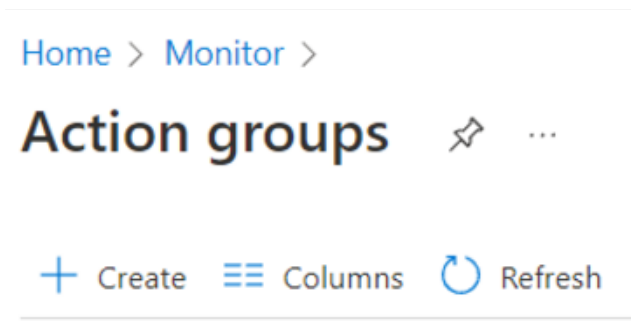 Home > Monitor >
Action groups ...
Create Columns Refresh